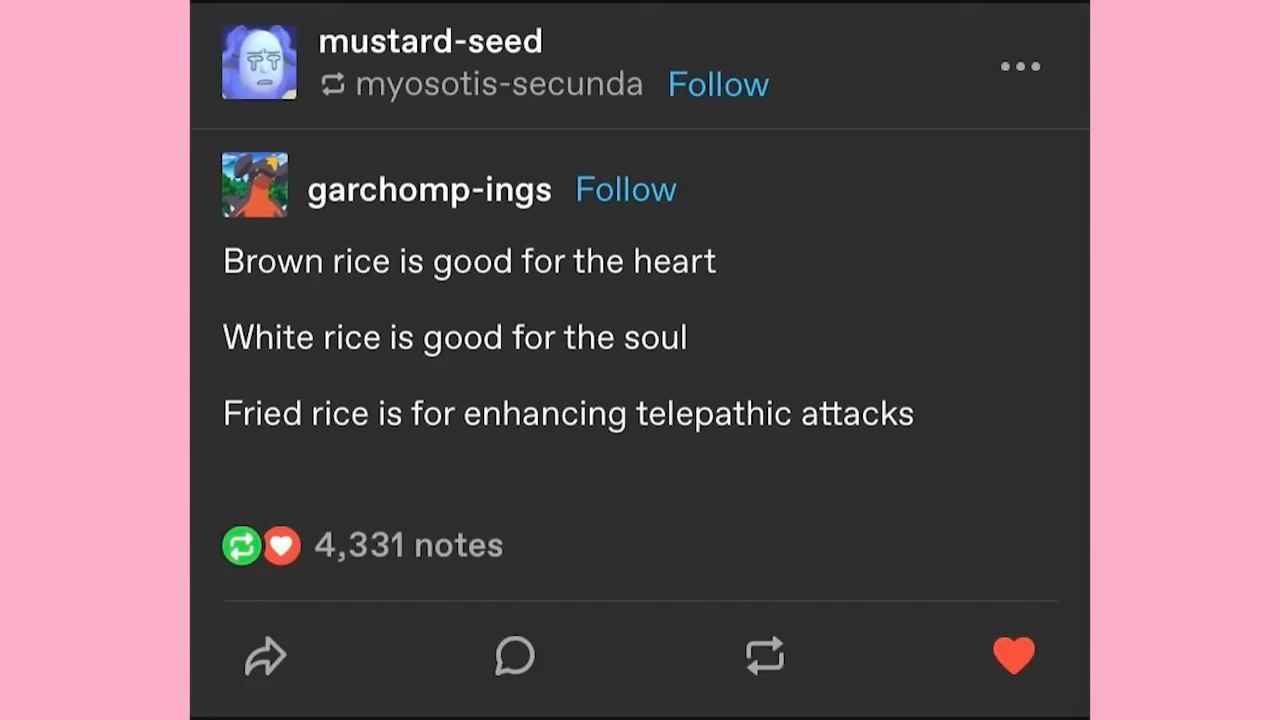 mustard-seed
myosotis-secunda Follow
garchomp-ings Follow
Brown rice is good for the heart
White rice is good for the soul
Fried rice is for enhancing telepathic attacks
4,331 notes